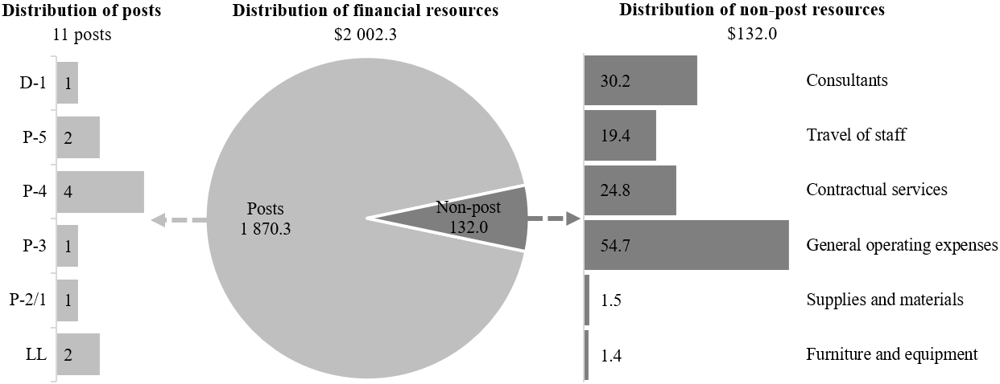 Distribution of posts
11 posts
D-1 1
P-5 2
P-4 4
P-3 1
P-2/1 1
LL 2
Distribution of financial resources
$2 002.3
Posts
1 870.3
Non-post
132.0
Distribution of non-post resources
$132.0
30.2 Consultants
19.4 Travel of staff
24.8 Contractual services
54.7 General operating expenses
1.5 Supplies and materials
1.4 Furniture and equipment